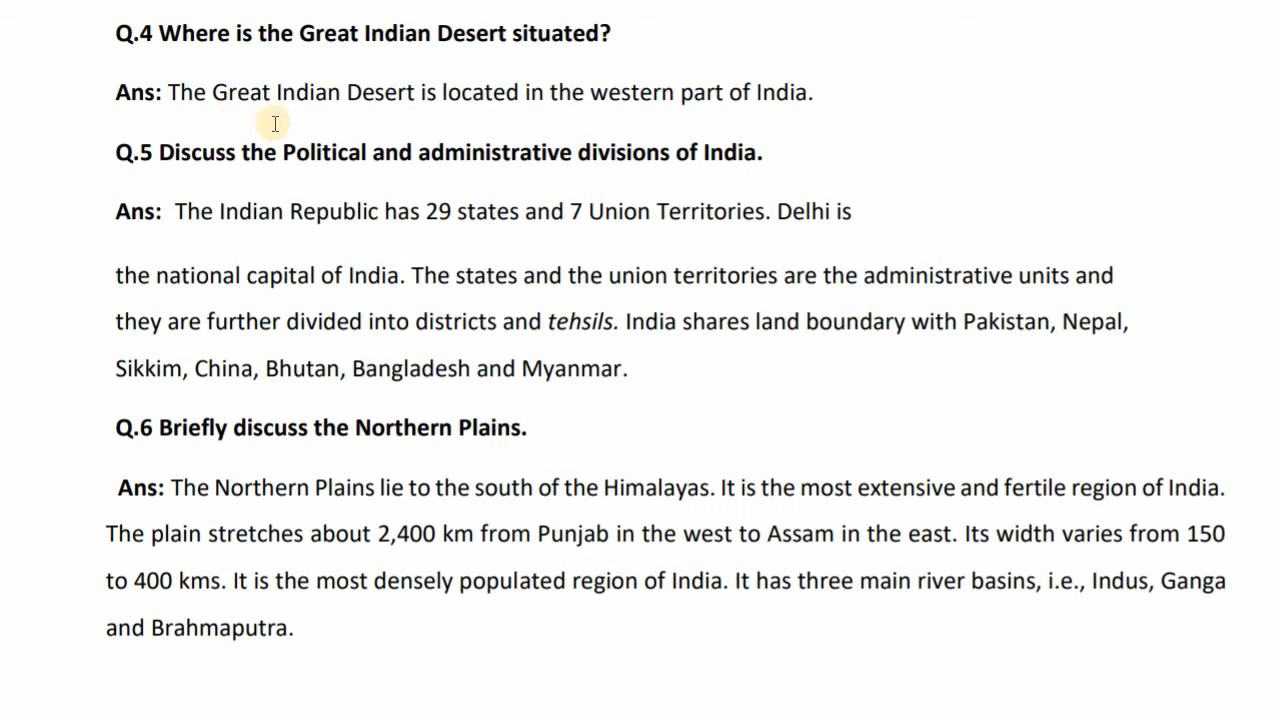 Q.4 Where is the Great Indian Desert situated?
Ans: The Great Indian Desert is located in the western part of India.
Q.5 Discuss the Political and administrative divisions of India.
Ans: The Indian Republic has 29 states and 7 Union Territories. Delhi is
the national capital of India. The states and the union territories are the administrative units and
they are further divided into districts and tehsils. India shares land boundary with Pakistan, Nepal,
Sikkim, China, Bhutan, Bangladesh and Myanmar.
Q.6 Briefly discuss the Northern Plains.
Ans: The Northern Plains lie to the south of the Himalayas. It is the most extensive and fertile region of India.
The plain stretches about 2,400 km from Punjab in the west to Assam in the east. Its width varies from 150
to 400 kms. It is the most densely populated region of India. It has three main river basins, i.e., Indus, Ganga
and Brahmaputra.